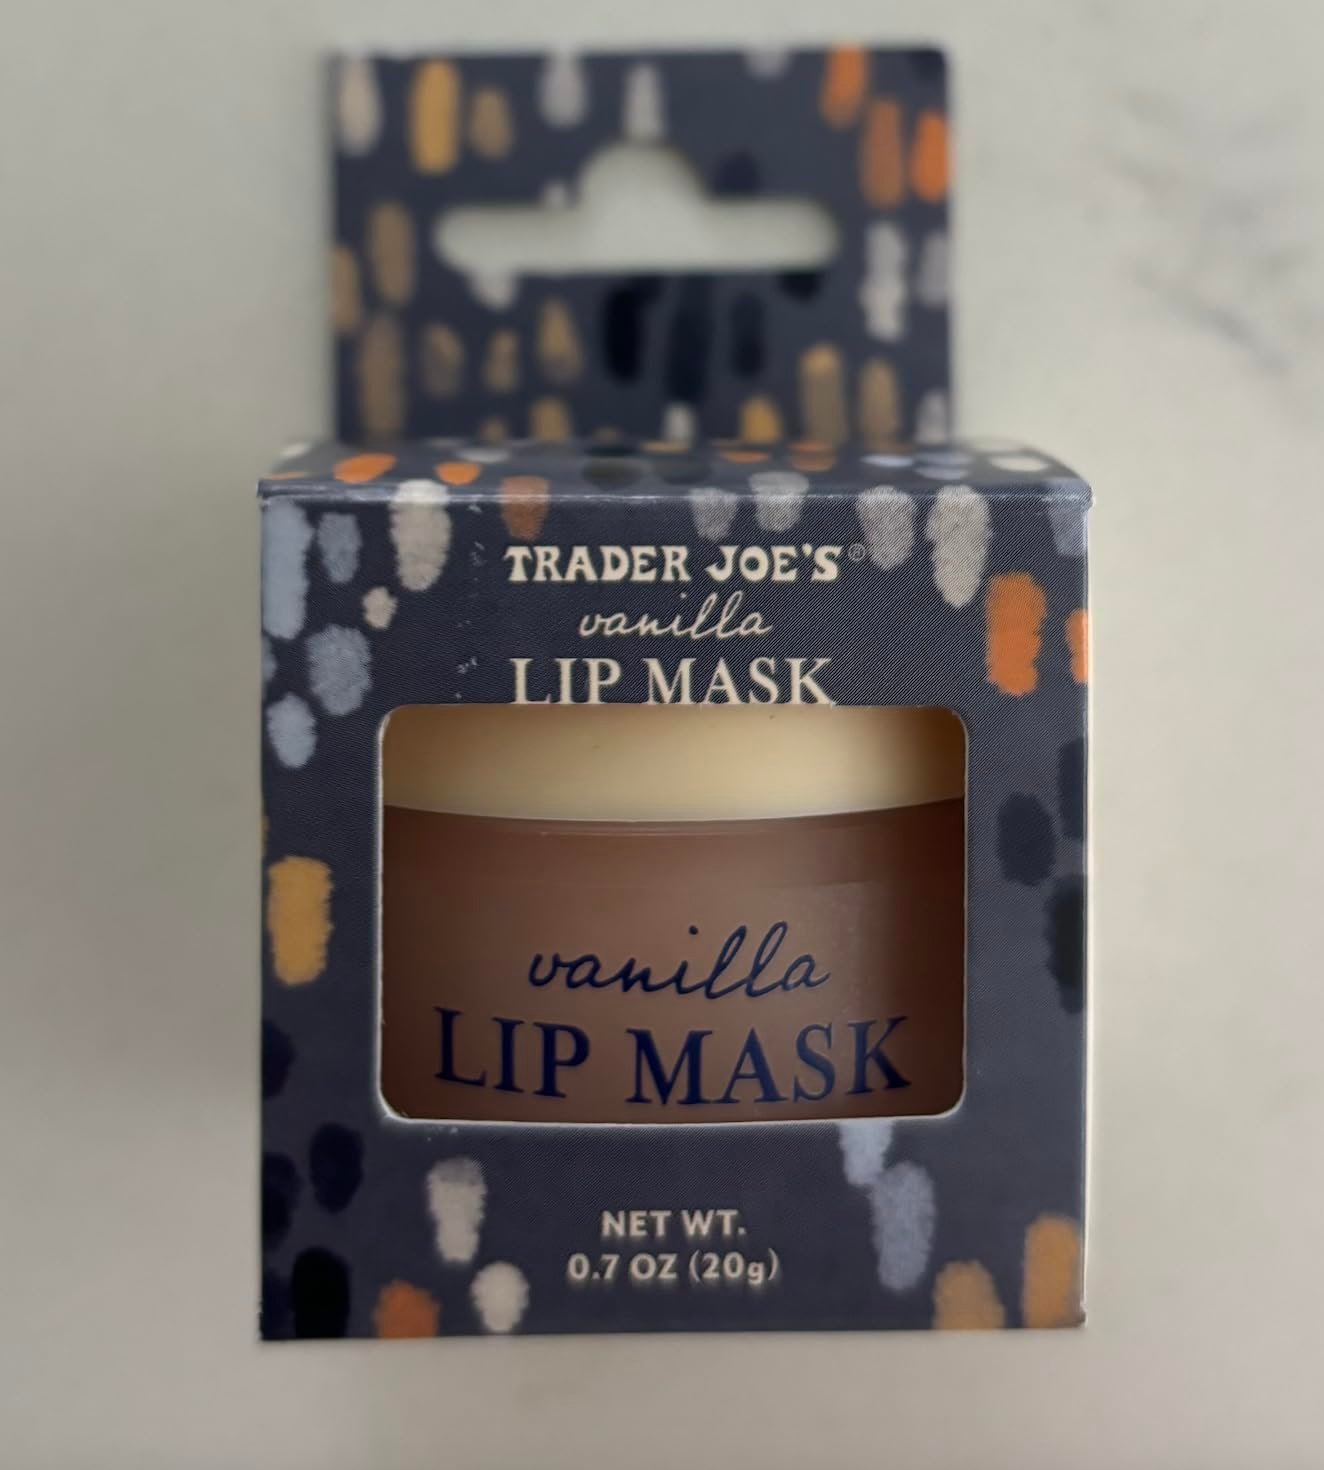 TRADER JOE'S®
vanilla
LIP MASK
vanilla
LIP MASK
NET WT.
0.7 OZ (20g)